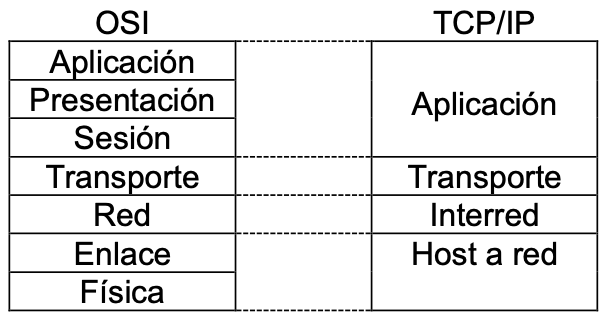 OSI TCP/IP
Aplicación
Presentación Aplicación
Sesión
Transporte Transporte
Red Interred
Enlace Host a red
Física